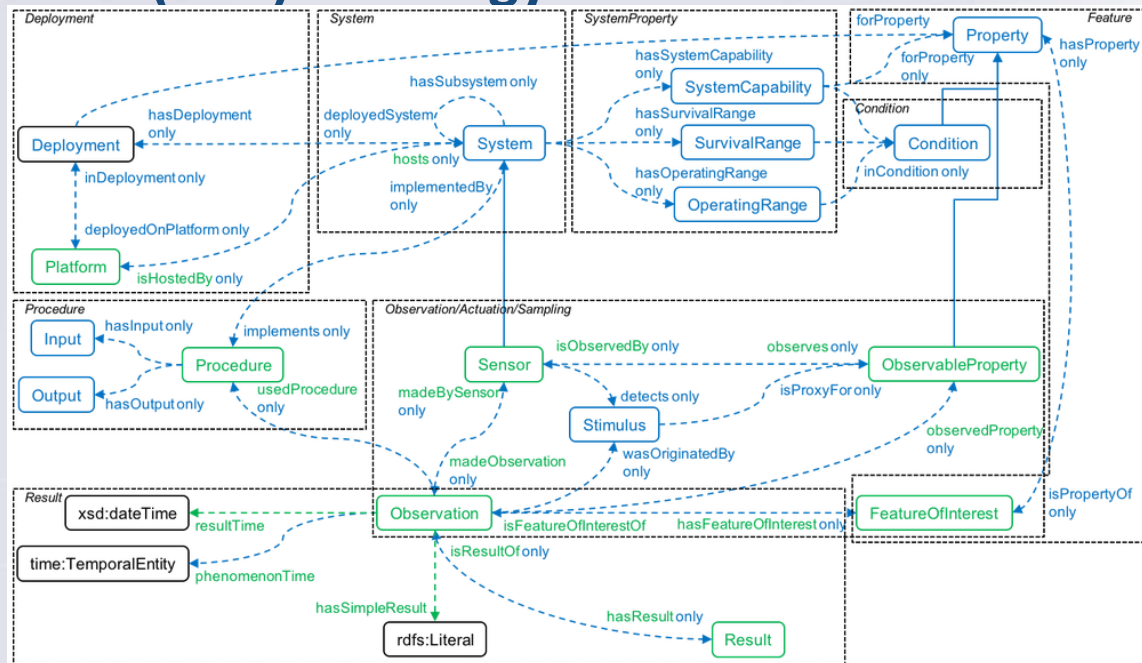 Deployment
System
SystemProperty
Feature
forProperty
Property
hasProperty
only
hasSystemCapability
only
forProperty
only
hasSubsystem only
SystemCapability
hasDeployment
only
deployedSystem
only
hasSurvivalRange
only
Condition
Deployment
System
SurvivalRange
Condition
hosts only
inDeployment only
implementedBy
only
hasOperatingRange
only
inCondition only
OperatingRange
deployedOnPlatform only
Platform
isHostedBy only
Procedure
Observation/Actuation/Sampling
Input
hasInput only
implements only
Procedure
isObservedBy only
observes only
Sensor
ObservableProperty
Output
hasOutput only
usedProcedure
only
madeBySensor
only
detects only
isProxyFor only
Stimulus
observedProperty
only
madeObservation
only
wasOriginatedBy
only
Result
xsd:dateTime
resultTime
Observation
isFeatureOfInterestOf
hasFeatureOfInterest only
FeatureOfInterest
isPropertyOf
only
isResultOf only
time:TemporalEntity
phenomenonTime
hasSimpleResult
rdfs:Literal
hasResult only
Result